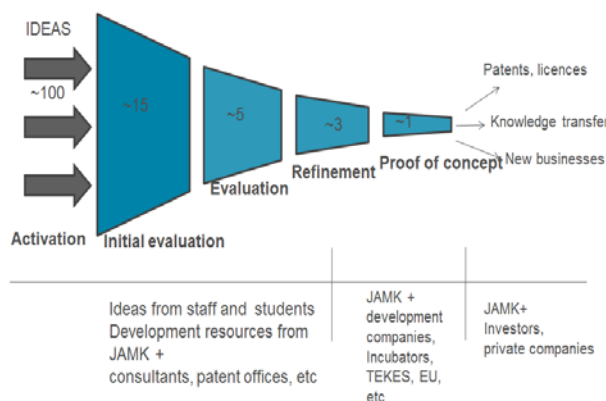 IDEAS
~100
~15
~5
~3
~1
Patents, licences
Knowledge transfer
New businesses
Activation
Initial evaluation
Evaluation
Refinement
Proof of concept
Ideas from staff and students
Development resources from
JAMK +
consultants, patent offices, etc
JAMK +
development
companies,
Incubators,
TEKES, EU,
etc
JAMK+
Investors,
private companies